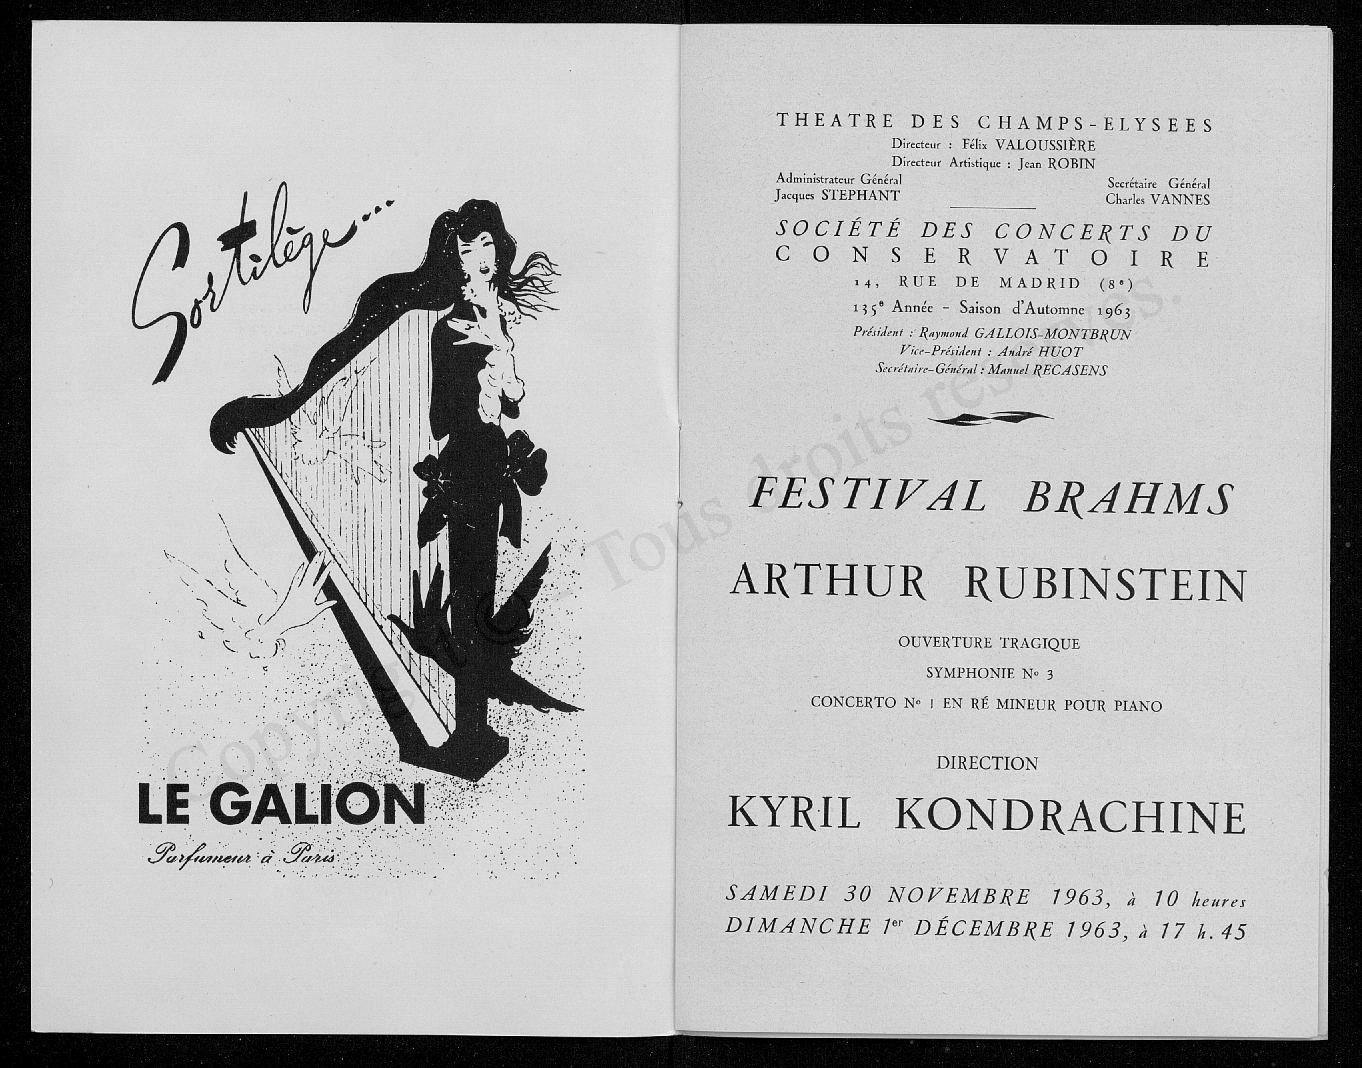 Sortilège...
LE GALION
Parfumeur à Paris
THEATRE DES CHAMPS-ELYSEES
Directeur : Félix VALOUSSIÈRE
Directeur Artistique : Jean ROBIN
Administrateur Général
Jacques STEPHANT
Secrétaire Général
Charles VANNES
SOCIÉTÉ DES CONCERTS DU
CONSERVATOIRE
14, RUE DE MADRID (8e)
135e Année - Saison d'Automne 1963
Président : Raymond GALLOIS-MONTBRUN
Vice-Président : André HUOT
Secrétaire-Général : Manuel RECASENS
FESTIVAL BRAHMS
ARTHUR RUBINSTEIN
OUVERTURE TRAGIQUE
SYMPHONIE No 3
CONCERTO No 1 EN RÉ MINEUR POUR PIANO
DIRECTION
KYRIL KONDRACHINE
SAMEDI 30 NOVEMBRE 1963, à 10 heures
DIMANCHE 1er DÉCEMBRE 1963, à 17 h. 45
Copyright © - Tous droits réservés.